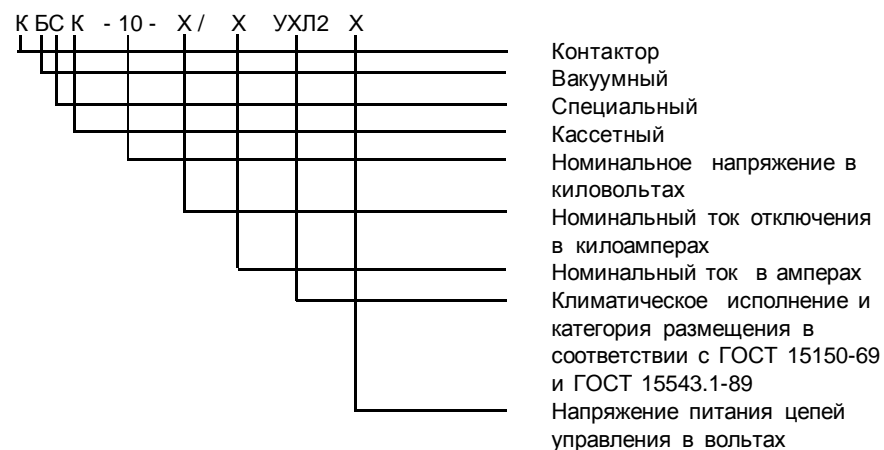 К БС К - 10 - Х / Х УХЛ2 Х
Контактор
Вакуумный
Специальный
Кассетный
Номинальное напряжение в
киловольтах
Номинальный ток отключения
в килоамперах
Номинальный ток в амперах
Климатическое исполнение и
категория размещения в
соответствии с ГОСТ 15150-69
и ГОСТ 15543.1-89
Напряжение питания цепей
управления в вольтах